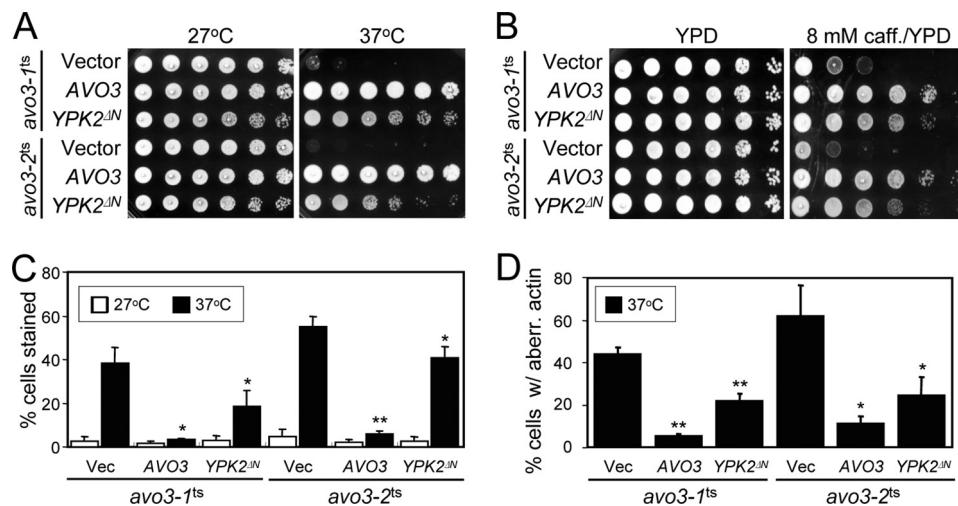 A
27°C
37°C
avo3-1ts
Vector
AVO3
YPK2ΔN
avo3-2ts
Vector
AVO3
YPK2ΔN
B
YPD
8 mM caff./YPD
avo3-1ts
Vector
AVO3
YPK2ΔN
avo3-2ts
Vector
AVO3
YPK2ΔN
C
% cells stained
80
60
40
20
0
27°C
37°C
*
*
**
*
Vec
AVO3
YPK2ΔN
Vec
AVO3
YPK2ΔN
avo3-1ts
avo3-2ts
D
% cells w/ aberr. actin
80
60
40
20
0
37°C
**
**
*
*
Vec
AVO3
YPK2ΔN
Vec
AVO3
YPK2ΔN
avo3-1ts
avo3-2ts